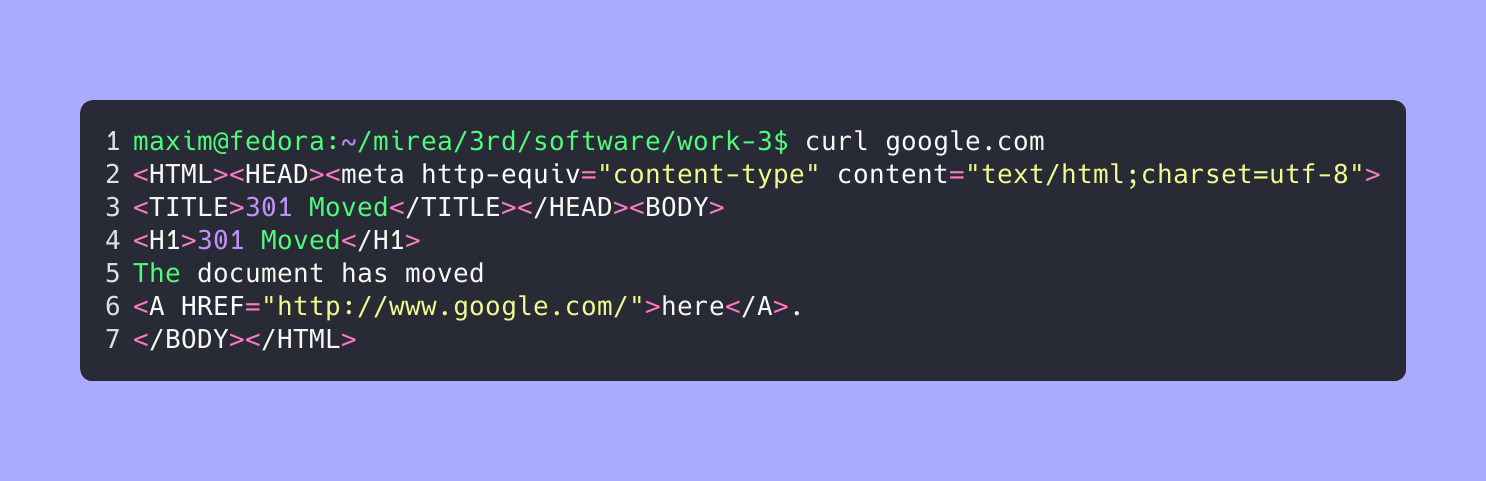 1 maxim@fedora:~/mirea/3rd/software/work-3$ curl google.com
2 <HTML><HEAD><meta http-equiv="content-type" content="text/html;charset=utf-8">
3 <TITLE>301 Moved</TITLE></HEAD><BODY>
4 <H1>301 Moved</H1>
5 The document has moved
6 <A HREF="http://www.google.com/">here</A>.
7 </BODY></HTML>